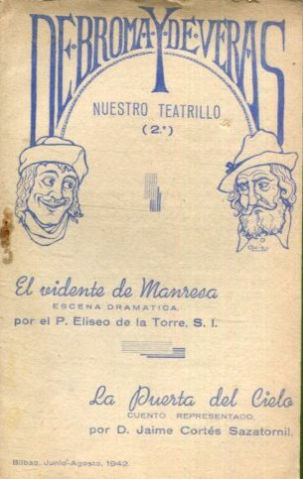 DE BROMA Y DE VERAS
NUESTRO TEATRILLO
(2.º)
El vidente de Manresa
ESCENA DRAMATICA,
por el P. Eliseo de la Torre, S. I.
La Puerta del Cielo
CUENTO REPRESENTADO,
por D. Jaime Cortés Sazatornil.
Bilbao, Junio-Agosto, 1942.